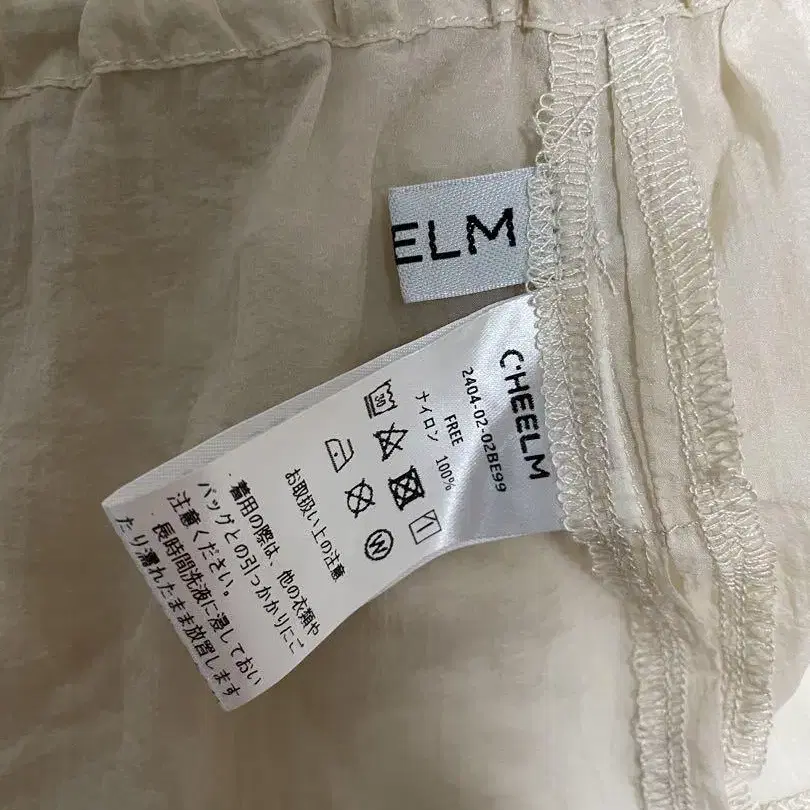 ELM
C'HEELM
2404-02-02BE99
FREE
ナイロン 100%
30
W
お取扱い上の注意
・着用の際は、他の衣類や
バッグとの引っかかりにご
注意ください。
・長時間洗液に浸しておい
たり濡れたまま放置します